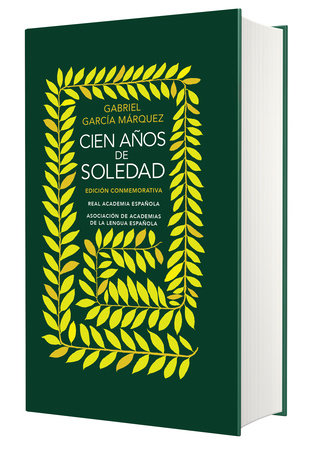 GABRIEL
GARCÍA MÁRQUEZ
CIEN AÑOS
DE
SOLEDAD
EDICIÓN CONMEMORATIVA
REAL ACADEMIA ESPAÑOLA
ASOCIACIÓN DE ACADEMIAS
DE LA LENGUA ESPAÑOLA